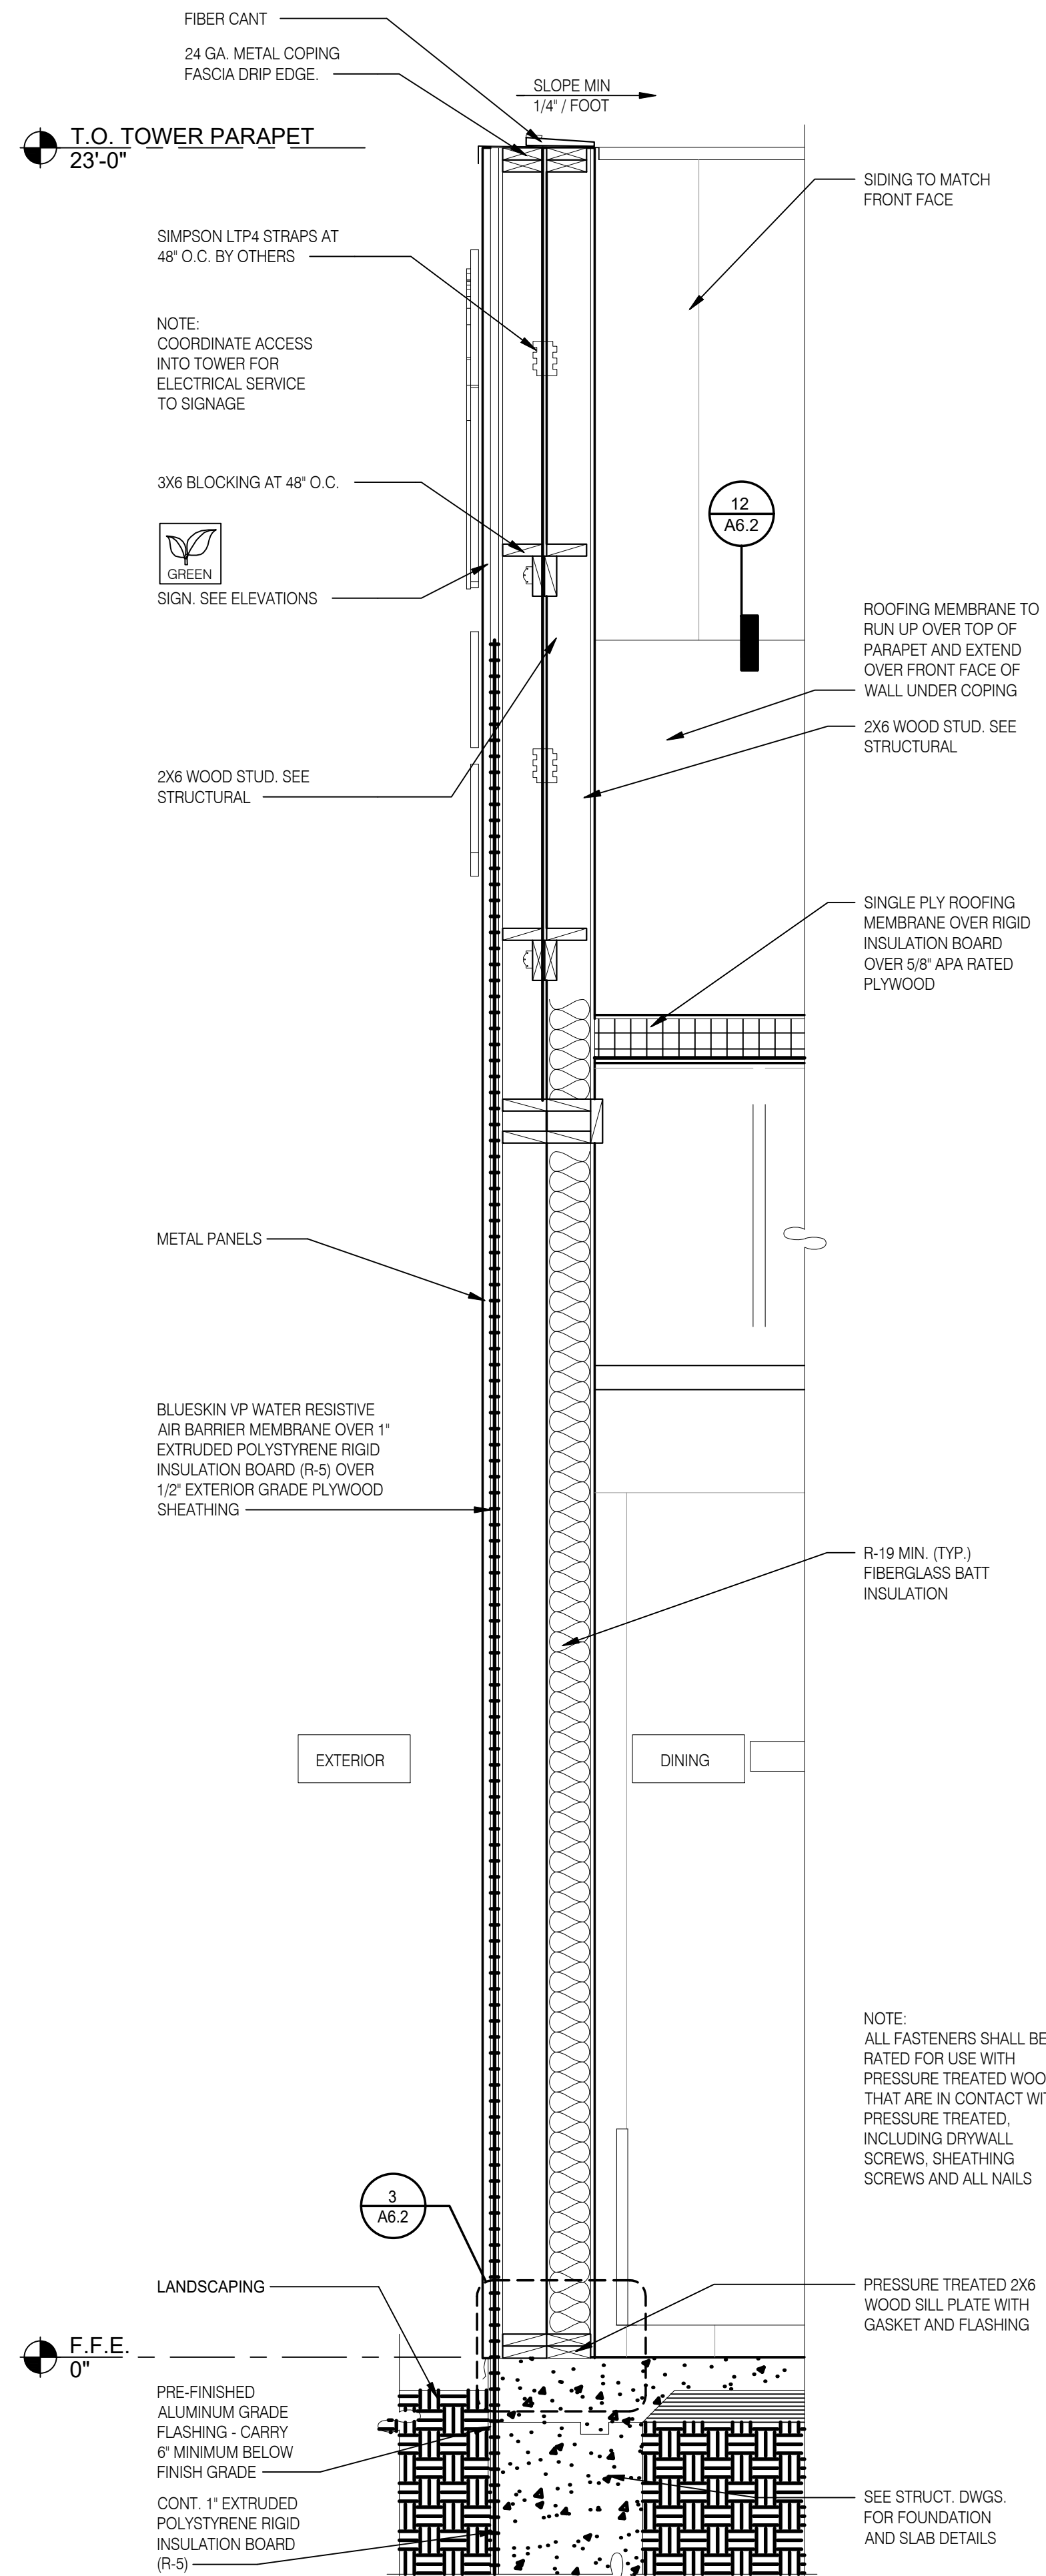 FIBER CANT
24 GA. METAL COPING
FASCIA DRIP EDGE.
SLOPE MIN
1/4" / FOOT
T.O. TOWER PARAPET
23'-0"
SIDING TO MATCH
FRONT FACE
SIMPSON LTP4 STRAPS AT
48" O.C. BY OTHERS
NOTE:
COORDINATE ACCESS
INTO TOWER FOR
ELECTRICAL SERVICE
TO SIGNAGE
3X6 BLOCKING AT 48" O.C.
12
A6.2
GREEN
SIGN. SEE ELEVATIONS
ROOFING MEMBRANE TO
RUN UP OVER TOP OF
PARAPET AND EXTEND
OVER FRONT FACE OF
WALL UNDER COPING
2X6 WOOD STUD. SEE
STRUCTURAL
2X6 WOOD STUD. SEE
STRUCTURAL
SINGLE PLY ROOFING
MEMBRANE OVER RIGID
INSULATION BOARD
OVER 5/8" APA RATED
PLYWOOD
METAL PANELS
BLUESKIN VP WATER RESISTIVE
AIR BARRIER MEMBRANE OVER 1"
EXTRUDED POLYSTYRENE RIGID
INSULATION BOARD (R-5) OVER
1/2" EXTERIOR GRADE PLYWOOD
SHEATHING
R-19 MIN. (TYP.)
FIBERGLASS BATT
INSULATION
EXTERIOR
DINING
NOTE:
ALL FASTENERS SHALL BE
RATED FOR USE WITH
PRESSURE TREATED WOO
THAT ARE IN CONTACT WI
PRESSURE TREATED,
INCLUDING DRYWALL
SCREWS, SHEATHING
SCREWS AND ALL NAILS
3
A6.2
LANDSCAPING
PRESSURE TREATED 2X6
WOOD SILL PLATE WITH
GASKET AND FLASHING
F.F.E.
0"
PRE-FINISHED
ALUMINUM GRADE
FLASHING - CARRY
6" MINIMUM BELOW
FINISH GRADE
CONT. 1" EXTRUDED
POLYSTYRENE RIGID
INSULATION BOARD
(R-5)
SEE STRUCT. DWGS.
FOR FOUNDATION
AND SLAB DETAILS